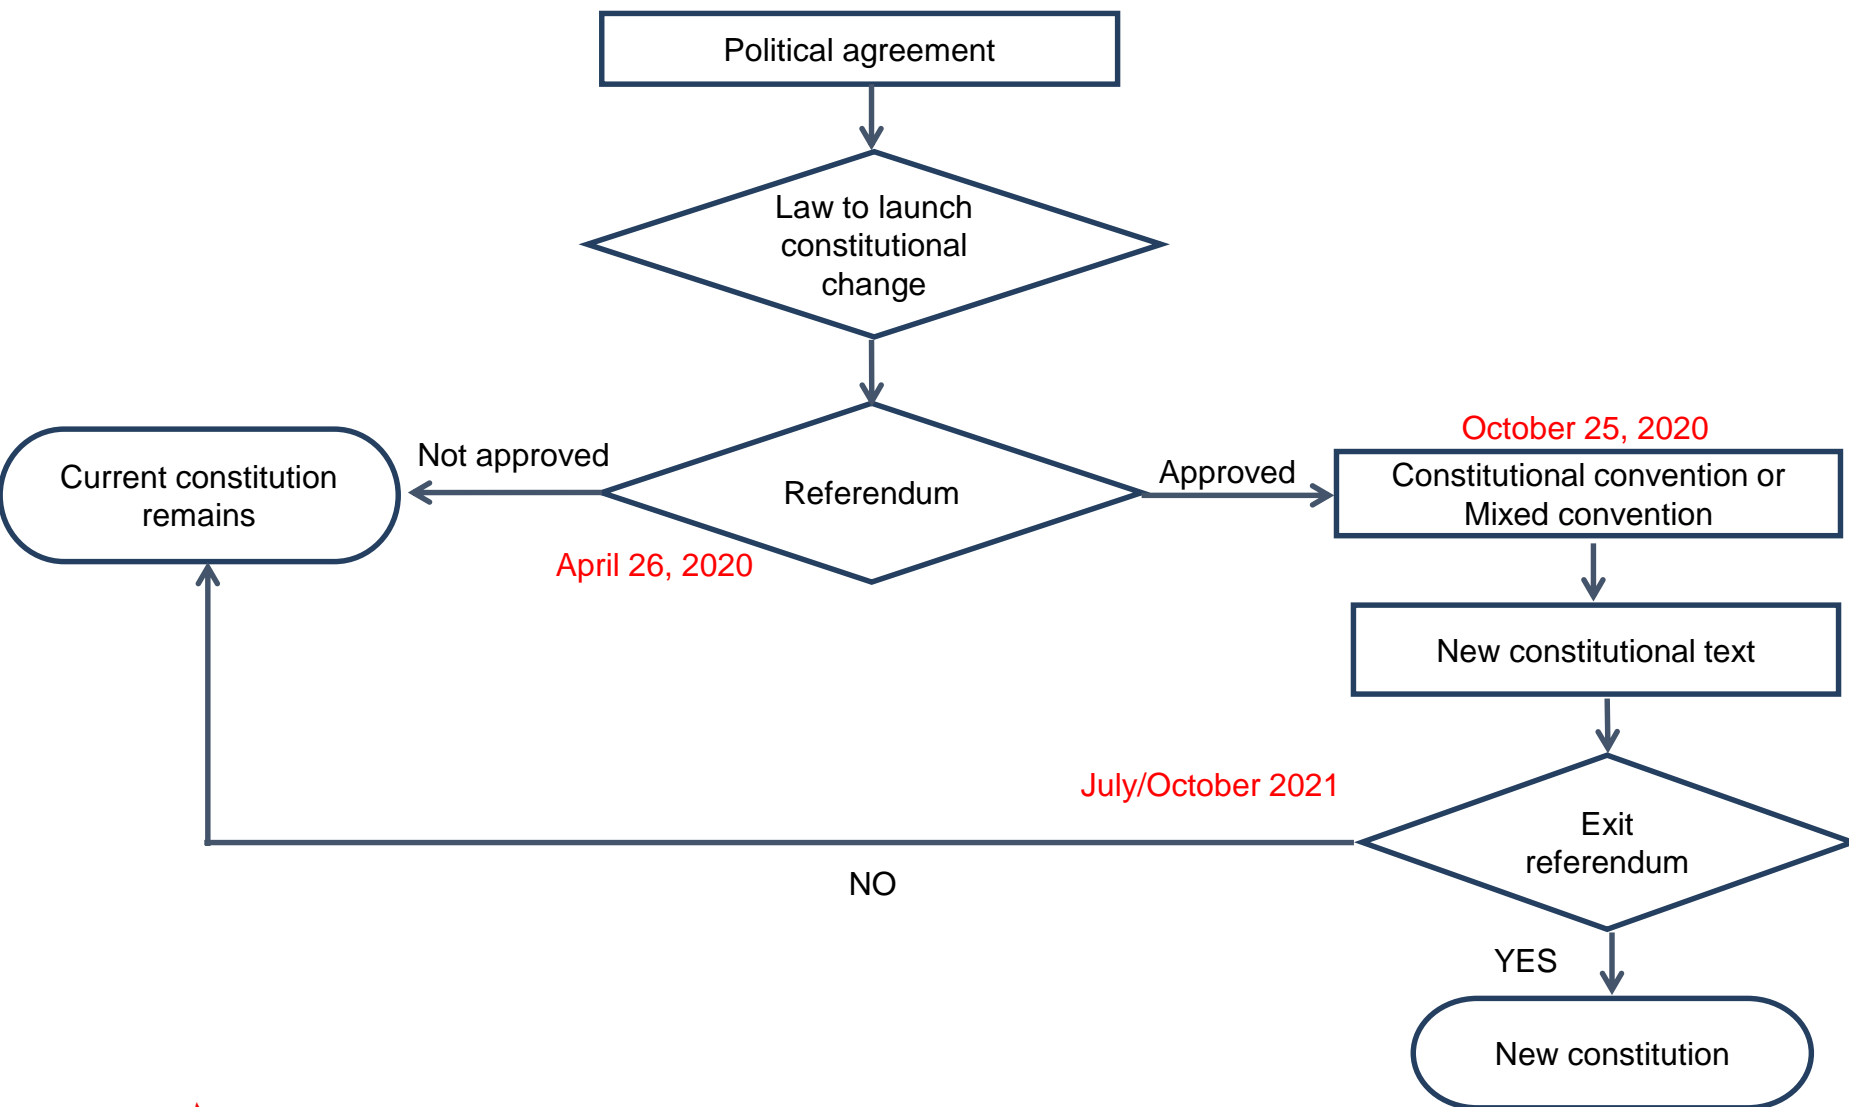 Political agreement
Law to launch
constitutional
change
October 25, 2020
Not approved
Approved
Current constitution
remains
Referendum
Constitutional convention or
Mixed convention
April 26, 2020
New constitutional text
July/October 2021
Exit
referendum
NO
YES
New constitution